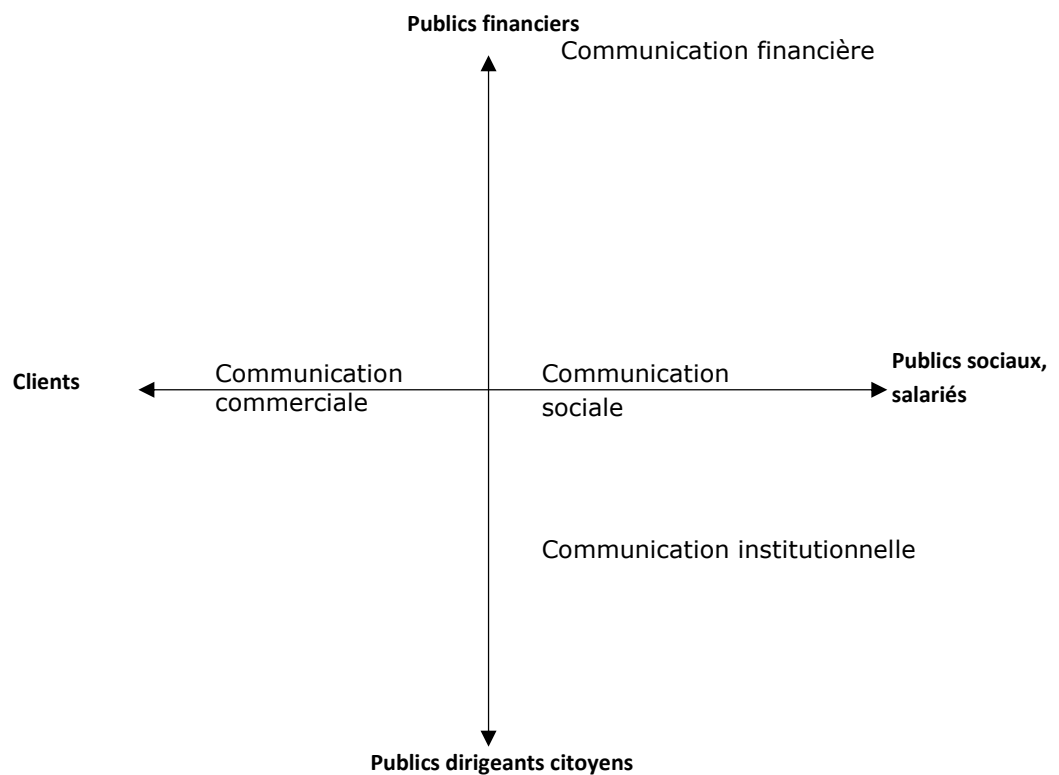 Publics financiers
Communication financière
Clients
Communication
commerciale
Communication
sociale
Publics sociaux,
salariés
Communication institutionnelle
Publics dirigeants citoyens